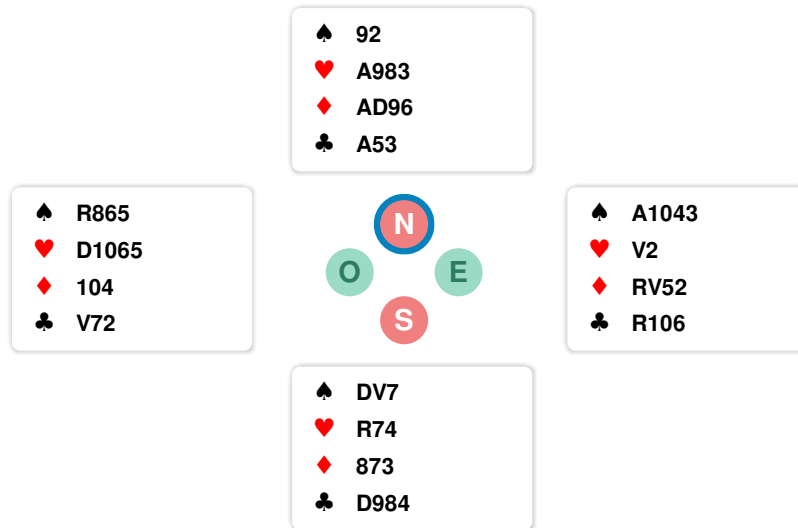 ♠ 92
♥ A983
♦ AD96
♣ A53
♠ R865
♥ D1065
♦ 104
♣ V72
N
O E
S
♠ A1043
♥ V2
♦ RV52
♣ R106
♠ DV7
♥ R74
♦ 873
♣ D984